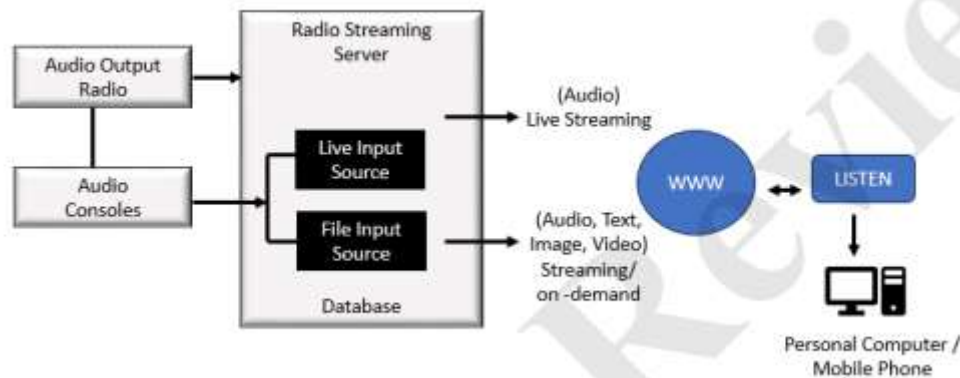 Audio Output
Radio
Audio
Consoles
Radio Streaming
Server
Live Input
Source
File Input
Source
Database
(Audio)
Live Streaming
(Audio, Text,
Image, Video)
Streaming/
on -demand
WWW
LISTEN
Personal Computer /
Mobile Phone
Revie